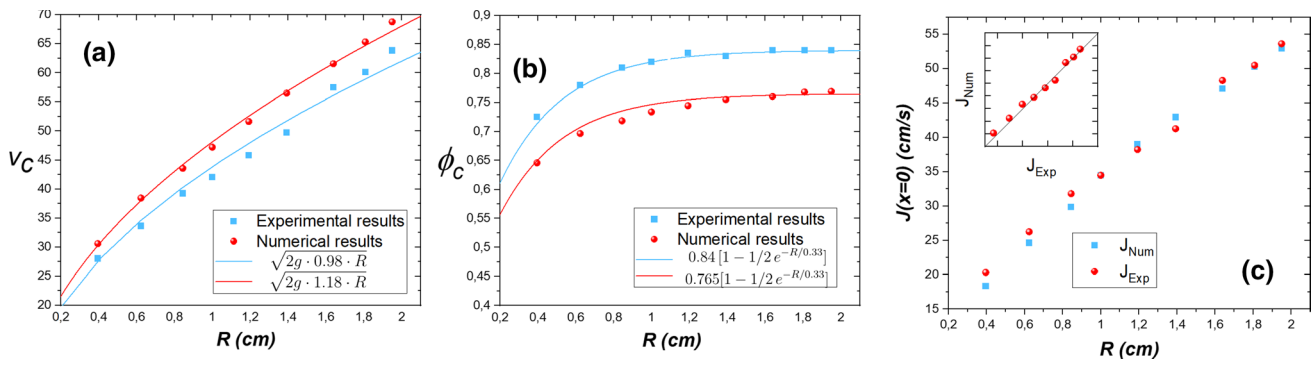 (a)
70
65
60
55
50
45
40
35
30
25
20
v_C
Experimental results
Numerical results
√2g · 0.98 · R
√2g · 1.18 · R
0,2 0,4 0,6 0,8 1 1,2 1,4 1,6 1,8 2
R (cm)
(b)
0,9
0,85
0,8
0,75
0,7
0,65
0,6
0,55
0,5
0,45
0,4
ϕ_C
Experimental results
Numerical results
0.84 [1 − 1/2 e^{−R/0.33}]
0.765[1 − 1/2 e^{−R/0.33}]
0,2 0,4 0,6 0,8 1 1,2 1,4 1,6 1,8 2
R (cm)
55
50
45
40
35
30
25
20
15
J(x=0) (cm/s)
J_Num
J_Exp
J_Num
J_Exp
(c)
0,2 0,4 0,6 0,8 1 1,2 1,4 1,6 1,8 2
R (cm)